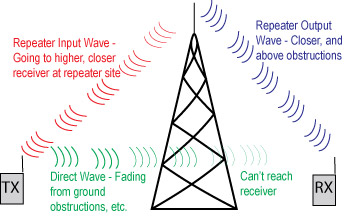 Repeater Input Wave -
Going to higher, closer
receiver at repeater site
Repeater Output
Wave - Closer, and
above obstructions
TX
Direct Wave - Fading
from ground
obstructions, etc.
Can't reach
receiver
RX